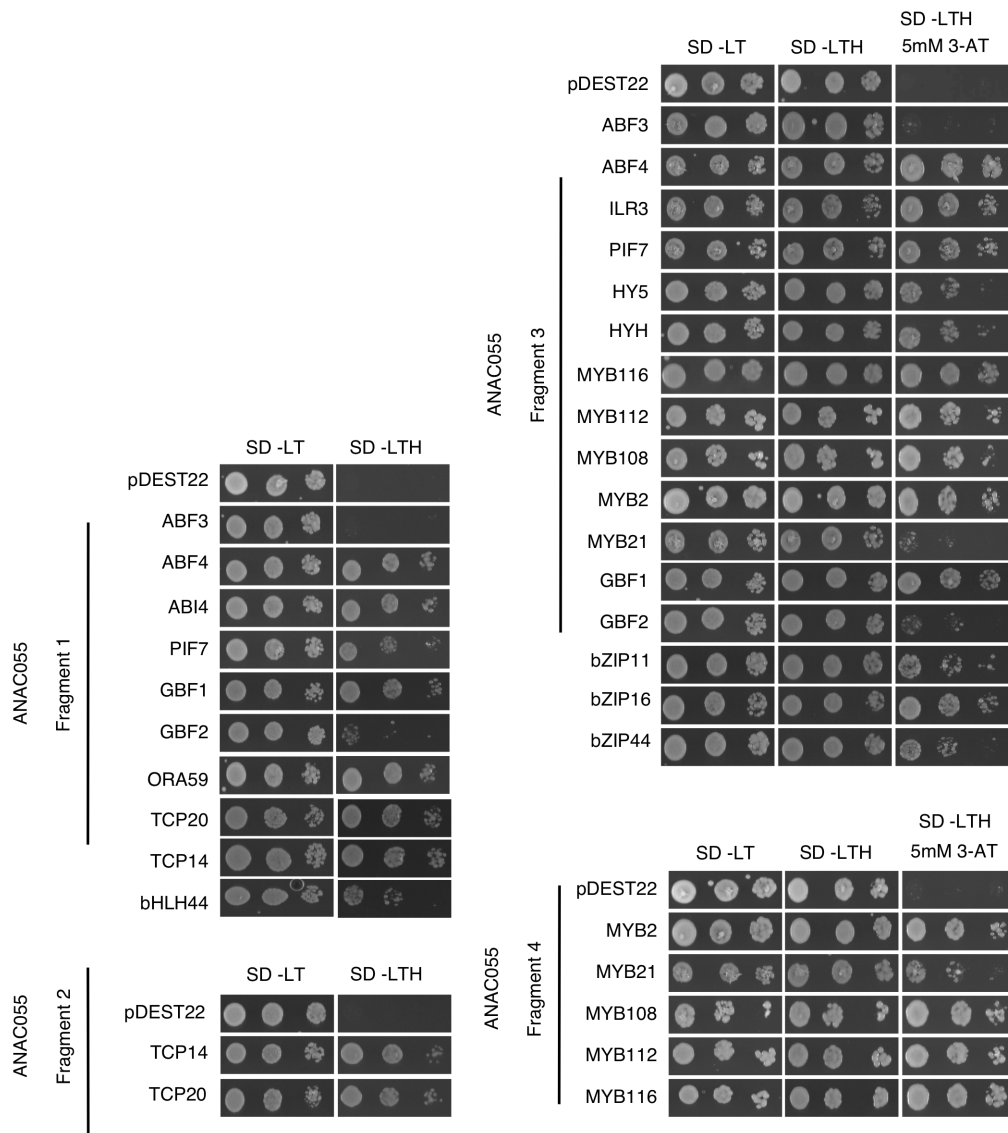 SD -LT SD -LTH
pDEST22
ABF3
ABF4
ABI4
PIF7
GBF1
GBF2
ORA59
TCP20
TCP14
bHLH44
ANAC055
Fragment 1
SD -LT SD -LTH
pDEST22
TCP14
TCP20
ANAC055
Fragment 2
SD -LT SD -LTH SD -LTH
5mM 3-AT
pDEST22
ABF3
ABF4
ILR3
PIF7
HY5
HYH
MYB116
MYB112
MYB108
MYB2
MYB21
GBF1
GBF2
bZIP11
bZIP16
bZIP44
ANAC055
Fragment 3
SD -LT SD -LTH SD -LTH
5mM 3-AT
pDEST22
MYB2
MYB21
MYB108
MYB112
MYB116
ANAC055
Fragment 4